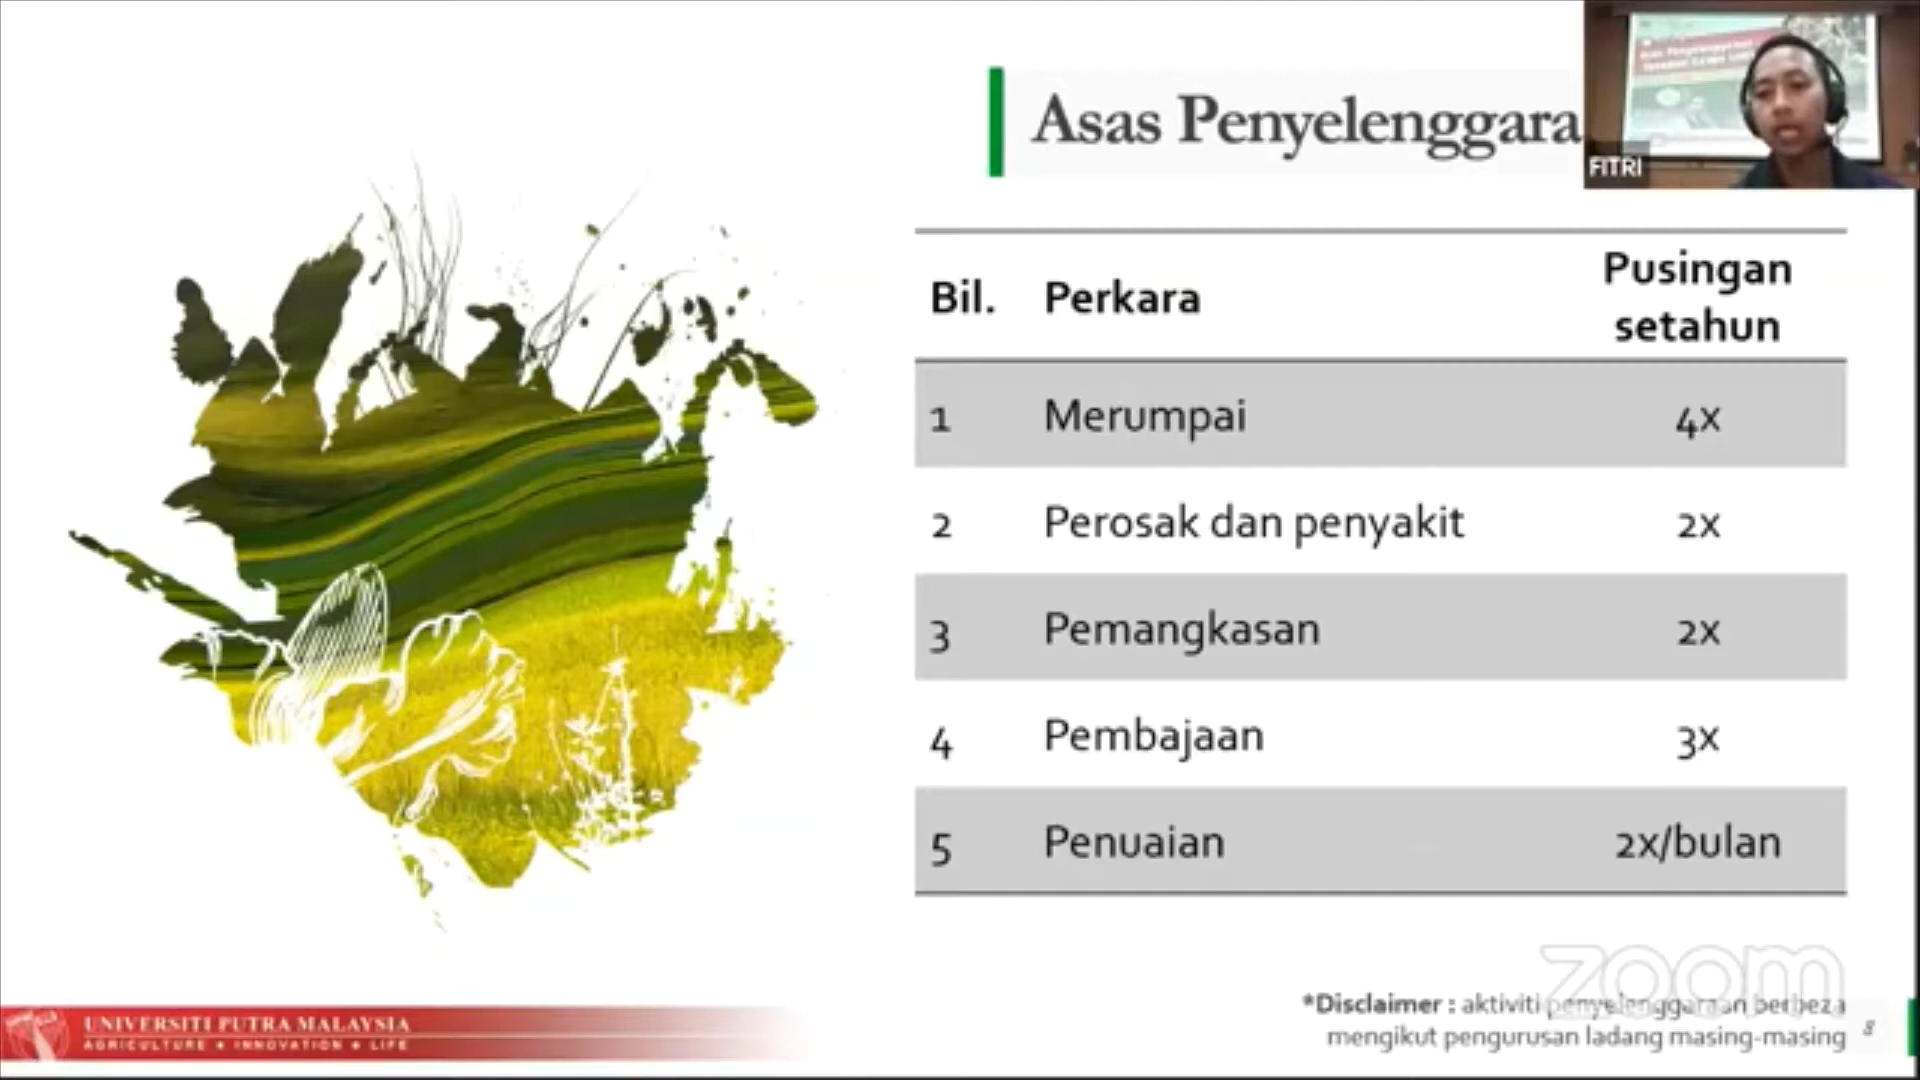 Asas Penyelenggara
FITRI
Bil. Perkara Pusingan setahun
1 Merumpai 4x
2 Perosak dan penyakit 2x
3 Pemangkasan 2x
4 Pembajaan 3x
5 Penuaian 2x/bulan
zoom
*Disclaimer : aktiviti penyelenggaraan berbeza
mengikut pengurusan ladang masing-masing
8
UNIVERSITI PUTRA MALAYSIA
AGRICULTURE • INNOVATION • LIFE